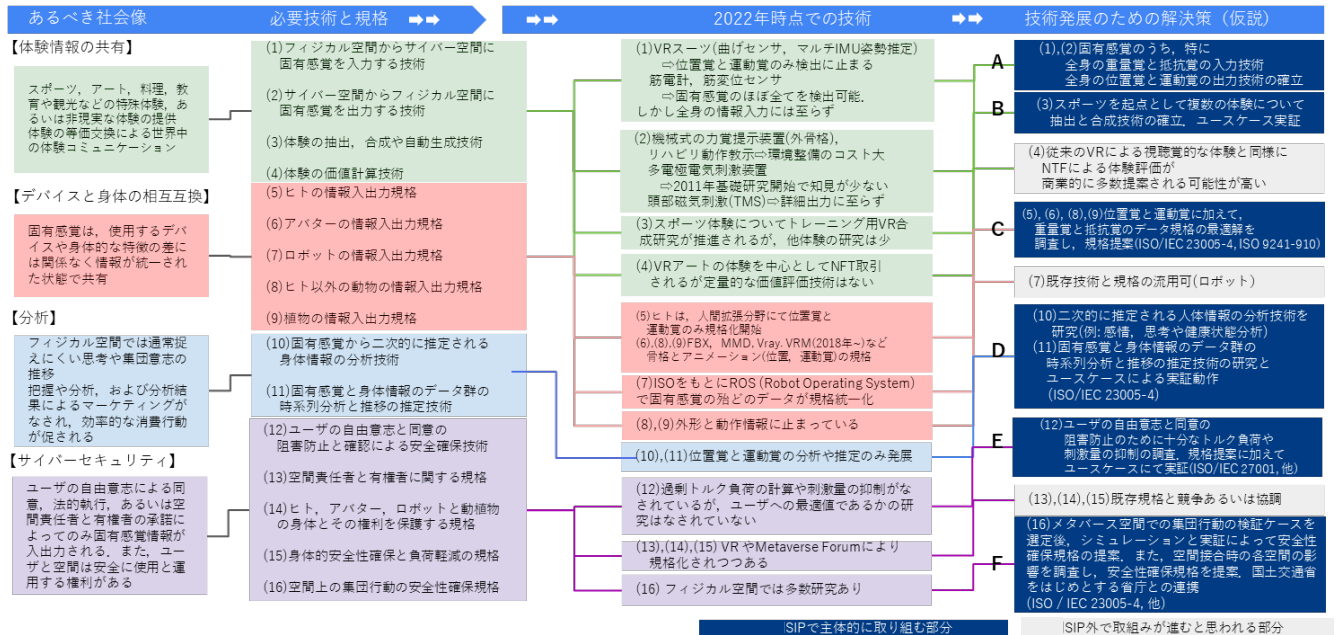 あるべき社会像
必要技術と規格 ➡➡
2022年時点での技術
➡➡
技術発展のための解決策（仮説）
【体験情報の共有】
スポーツ，アート，料理，教
育や観光などの特殊体験，あ
るいは非現実な体験の提供
体験の等価交換による世界中
の体験コミュニケーション
【デバイスと身体の相互互換】
固有感覚は，使用するデバ
イスや身体的な特徴の差に
は関係なく情報が統一され
た状態で共有
【分析】
フィジカル空間では通常捉
えにくい思考や集団意志の
推移
把握や分析，および分析結
果によるマーケティングが
なされ，効率的な消費行動
が促される
【サイバーセキュリティ】
ユーザの自由意志による同
意，法的執行，あるいは空
間責任者と有権者の承諾に
よってのみ固有感覚情報が
入出力される．また，ユー
ザと空間は安全に使用と運
用する権利がある
(1)フィジカル空間からサイバー空間に
固有感覚を入力する技術
(2)サイバー空間からフィジカル空間に
固有感覚を出力する技術
(3)体験の抽出，合成や自動生成技術
(4)体験の価値計算技術
(5)ヒトの情報入出力規格
(6)アバターの情報入出力規格
(7)ロボットの情報入出力規格
(8)ヒト以外の動物の情報入出力規格
(9)植物の情報入出力規格
(10)固有感覚から二次的に推定される
身体情報の分析技術
(11)固有感覚と身体情報のデータ群の
時系列分析と推移の推定技術
(12)ユーザの自由意志と同意の
阻害防止と確認による安全確保技術
(13)空間責任者と有権者に関する規格
(14)ヒト，アバター，ロボットと動植物
の身体とその権利を保護する規格
(15)身体的安全性確保と負荷軽減の規格
(16)空間上の集団行動の安全性確保規格
(1)VRスーツ(曲げセンサ，マルチIMU姿勢推定)
⇨位置覚と運動覚のみ検出に止まる
筋電計，筋変位センサ
⇨固有感覚のほぼ全てを検出可能．
しかし全身の情報入力には至らず
(2)機械式の力覚提示装置(外骨格)，
リハビリ動作教示⇨環境整備のコスト大
多電極電気刺激装置
⇨2011年基礎研究開始で知見が少ない
頭部磁気刺激(TMS)⇨詳細出力に至らず
(3)スポーツ体験についてトレーニング用VR合
成研究が推進されるが，他体験の研究は少
(4)VRアートの体験を中心としてNFT取引
されるが定量的な価値評価技術はない
(5)ヒトは，人間拡張分野にて位置覚と
運動覚のみ規格化開始
(6),(8),(9)FBX，MMD，Vray. VRM(2018年~)など
骨格とアニメーション(位置，運動覚)の規格
(7)ISOをもとにROS (Robot Operating System)
で固有感覚の殆どのデータが規格統一化
(8),(9)外形と動作情報に止まっている
(10),(11)位置覚と運動覚の分析や推定のみ発展
(12)過剰トルク負荷の計算や刺激量の抑制がな
されているが，ユーザへの最適値であるかの研
究はなされていない
(13),(14),(15) VR やMetaverse Forumにより
規格化されつつある
(16) フィジカル空間では多数研究あり
A
(1),(2)固有感覚のうち，特に
全身の重量覚と抵抗覚の入力技術
全身の位置覚と運動覚の出力技術の確立
B
(3)スポーツを起点として複数の体験について
抽出と合成技術の確立．ユースケース実証
(4)従来のVRによる視聴覚的な体験と同様に
NTFによる体験評価が
商業的に多数提案される可能性が高い
C
(5), (6), (8),(9)位置覚と運動覚に加えて，
重量覚と抵抗覚のデータ規格の最適解を
調査し，規格提案(ISO/IEC 23005-4, ISO 9241-910)
(7)既存技術と規格の流用可(ロボット)
D
(10)二次的に推定される人体情報の分析技術を
研究(例: 感情，思考や健康状態分析)
(11)固有感覚と身体情報のデータ群の
時系列分析と推移の推定技術の研究と
ユースケースによる実証動作
(ISO/IEC 23005-4)
E
(12)ユーザの自由意志と同意の
阻害防止のために十分なトルク負荷や
刺激量の抑制の調査．規格提案に加えて
ユースケースにて実証(ISO/IEC 27001, 他)
(13),(14),(15)既存規格と競争あるいは協調
F
(16)メタバース空間での集団行動の検証ケースを
選定後，シミュレーションと実証によって安全性
確保規格の提案．また，空間接合時の各空間の影
響を調査し，安全性確保規格を提案．国土交通省
をはじめとする省庁との連携
(ISO / IEC 23005-4, 他)
SIPで主体的に取り組む部分
SIP外で取組みが進むと思われる部分